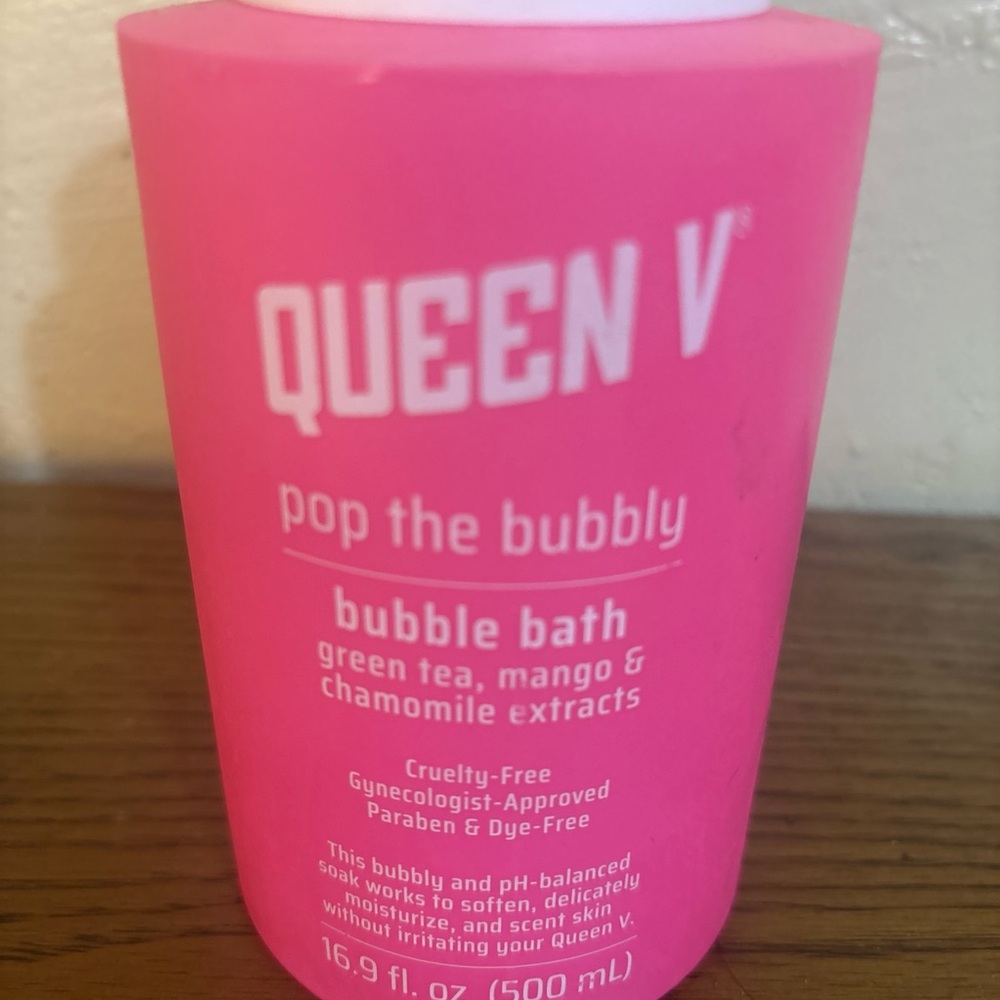 QUEEN V®
pop the bubbly
bubble bath
green tea, mango &
chamomile extracts
Cruelty-Free
Gynecologist-Approved
Paraben & Dye-Free
This bubbly and pH-balanced
soak works to soften, delicately
moisturize, and scent skin
without irritating your Queen V.
16.9 fl. oz. (500 mL)